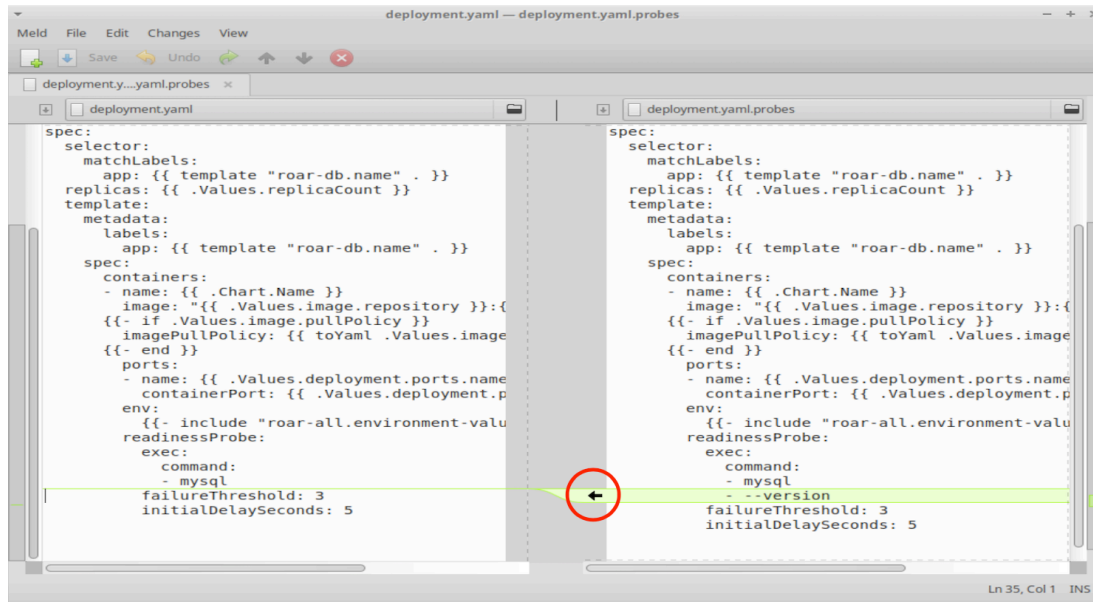 deployment.yaml — deployment.yaml.probes
Meld File Edit Changes View
Save Undo
deployment.y....yaml.probes
deployment.yaml
deployment.yaml.probes
spec:
selector:
matchLabels:
app: {{ template "roar-db.name" . }}
replicas: {{ .Values.replicaCount }}
template:
metadata:
labels:
app: {{ template "roar-db.name" . }}
spec:
containers:
- name: {{ .Chart.Name }}
image: "{{ .Values.image.repository }}:{
{{- if .Values.image.pullPolicy }}
imagePullPolicy: {{ toYaml .Values.image
{{- end }}
ports:
- name: {{ .Values.deployment.ports.name
containerPort: {{ .Values.deployment.p
env:
{{- include "roar-all.environment-valu
readinessProbe:
exec:
command:
- mysql
failureThreshold: 3
initialDelaySeconds: 5
spec:
selector:
matchLabels:
app: {{ template "roar-db.name" . }}
replicas: {{ .Values.replicaCount }}
template:
metadata:
labels:
app: {{ template "roar-db.name" . }}
spec:
containers:
- name: {{ .Chart.Name }}
image: "{{ .Values.image.repository }}:{
{{- if .Values.image.pullPolicy }}
imagePullPolicy: {{ toYaml .Values.image
{{- end }}
ports:
- name: {{ .Values.deployment.ports.name
containerPort: {{ .Values.deployment.p
env:
{{- include "roar-all.environment-valu
readinessProbe:
exec:
command:
- mysql
- --version
failureThreshold: 3
initialDelaySeconds: 5
Ln 35, Col 1 INS